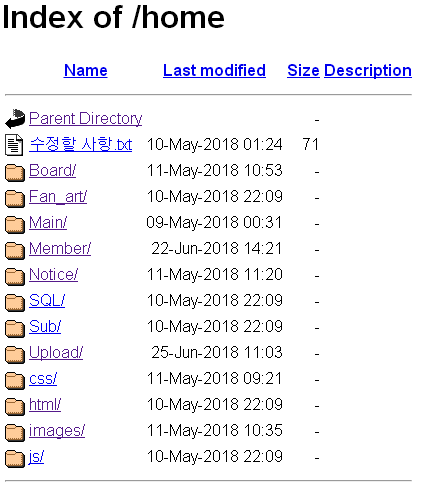 Index of /home
Name Last modified Size Description
Parent Directory -
수정할 사항.txt 10-May-2018 01:24 71
Board/ 11-May-2018 10:53 -
Fan_art/ 10-May-2018 22:09 -
Main/ 09-May-2018 00:31 -
Member/ 22-Jun-2018 14:21 -
Notice/ 11-May-2018 11:20 -
SQL/ 10-May-2018 22:09 -
Sub/ 10-May-2018 22:09 -
Upload/ 25-Jun-2018 11:03 -
css/ 11-May-2018 09:21 -
html/ 10-May-2018 22:09 -
images/ 11-May-2018 10:35 -
js/ 10-May-2018 22:09 -